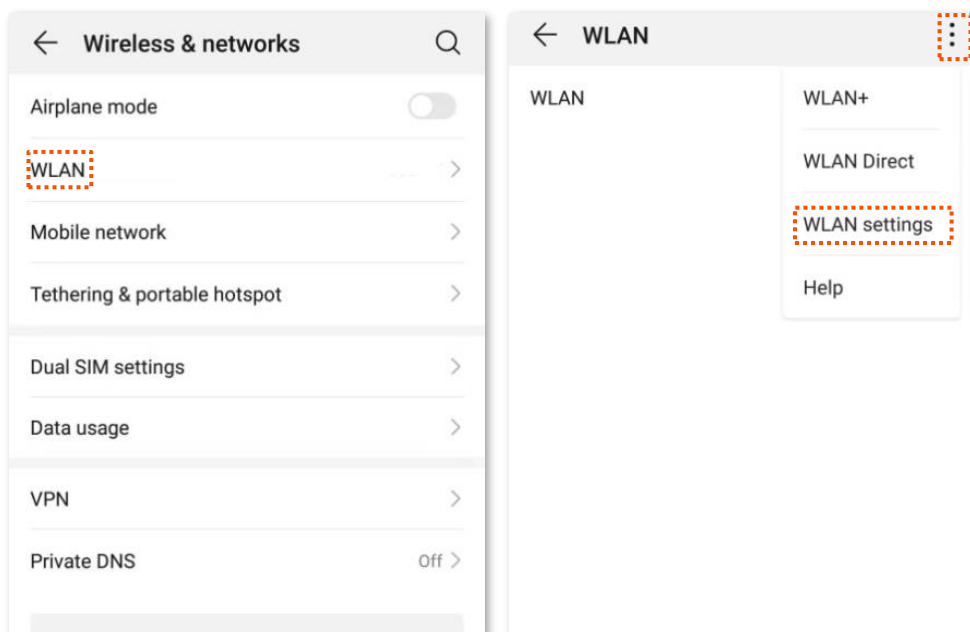 Wireless & networks
Airplane mode
WLAN
Mobile network
Tethering & portable hotspot
Dual SIM settings
Data usage
VPN
Private DNS
Off
WLAN
WLAN
WLAN+
WLAN Direct
WLAN settings
Help